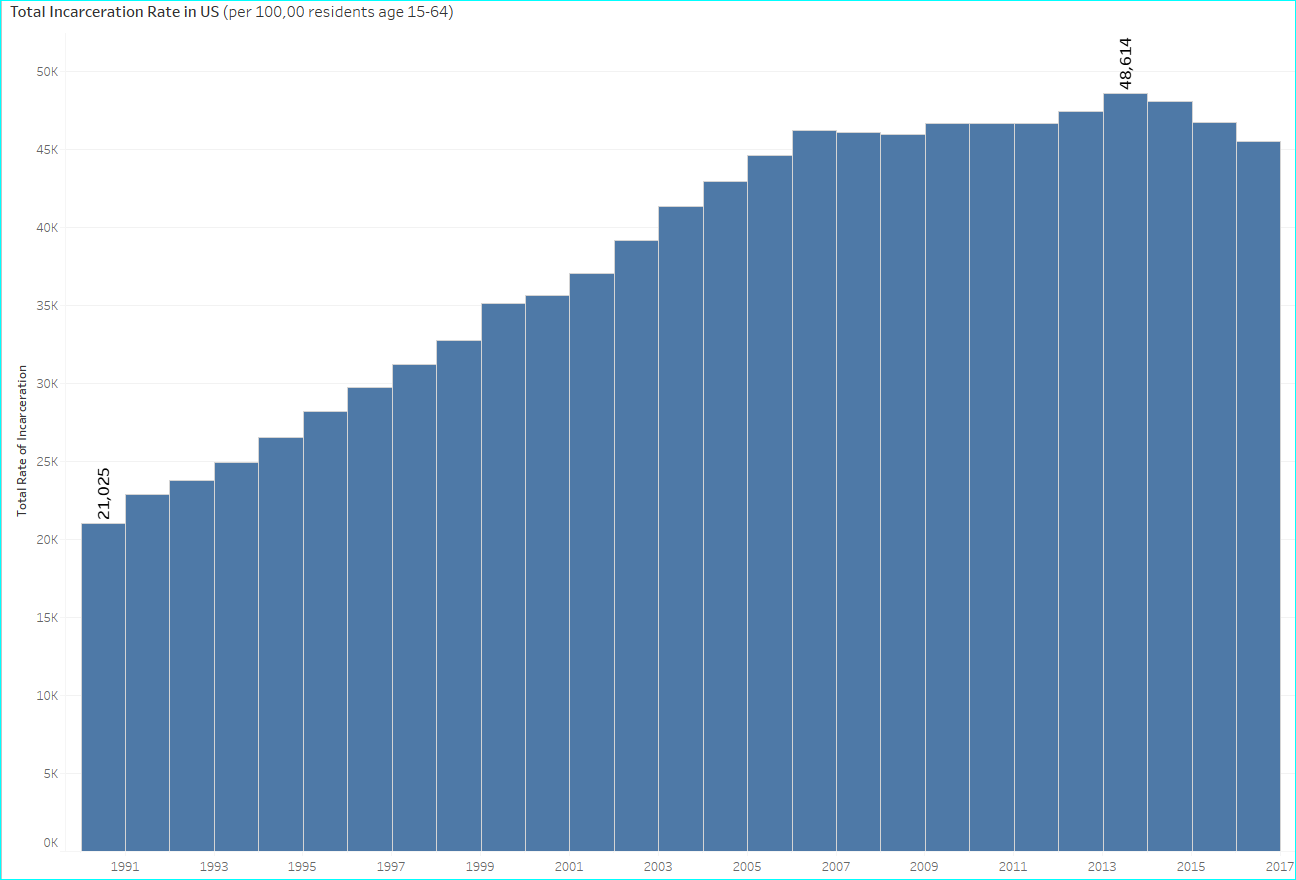 Total Incarceration Rate in US (per 100,00 residents age 15-64)
48,614
50K
45K
40K
35K
30K
Total Rate of Incarceration
25K
21,025
20K
15K
10K
5K
0K
1991 1993 1995 1997 1999 2001 2003 2005 2007 2009 2011 2013 2015 2017